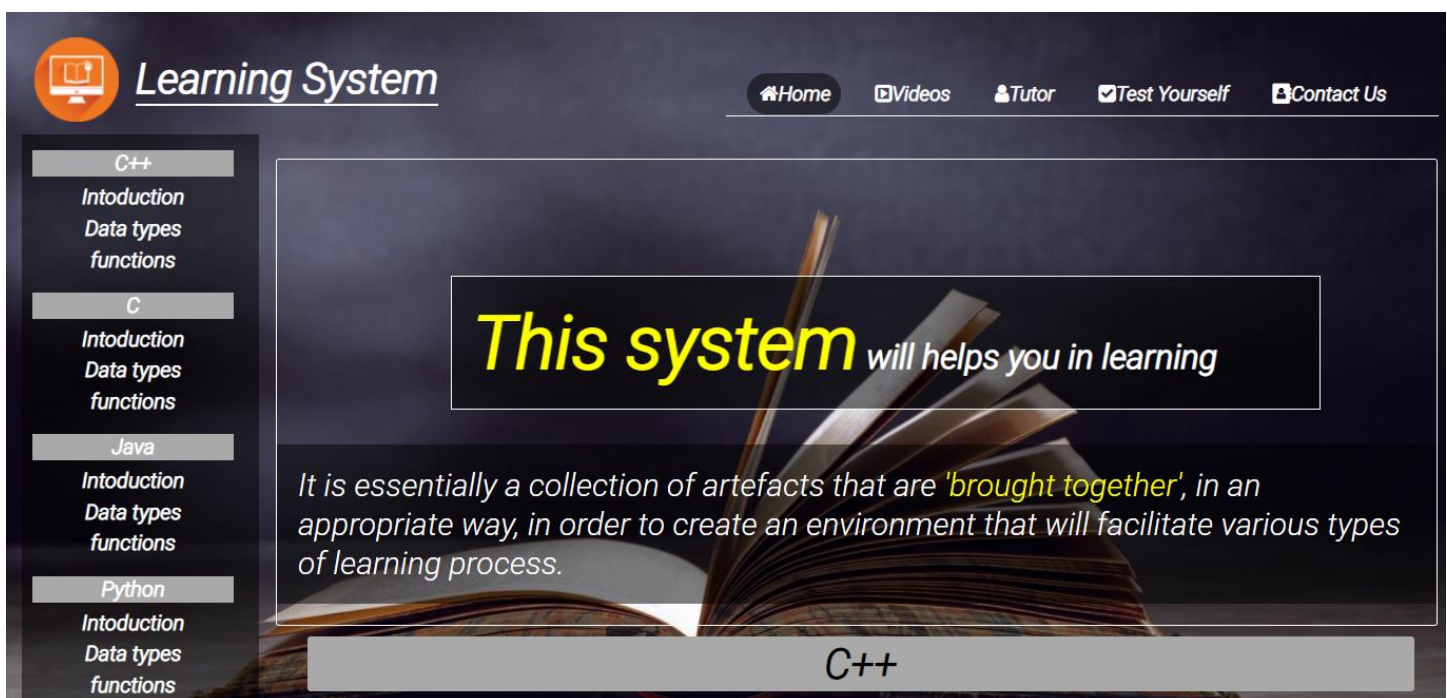 Learning System
Home
Videos
Tutor
Test Yourself
Contact Us
C++
Intoduction
Data types
functions
C
Intoduction
Data types
functions
Java
Intoduction
Data types
functions
Python
Intoduction
Data types
functions
This system will helps you in learning
It is essentially a collection of artefacts that are 'brought together', in an
appropriate way, in order to create an environment that will facilitate various types
of learning process.
C++